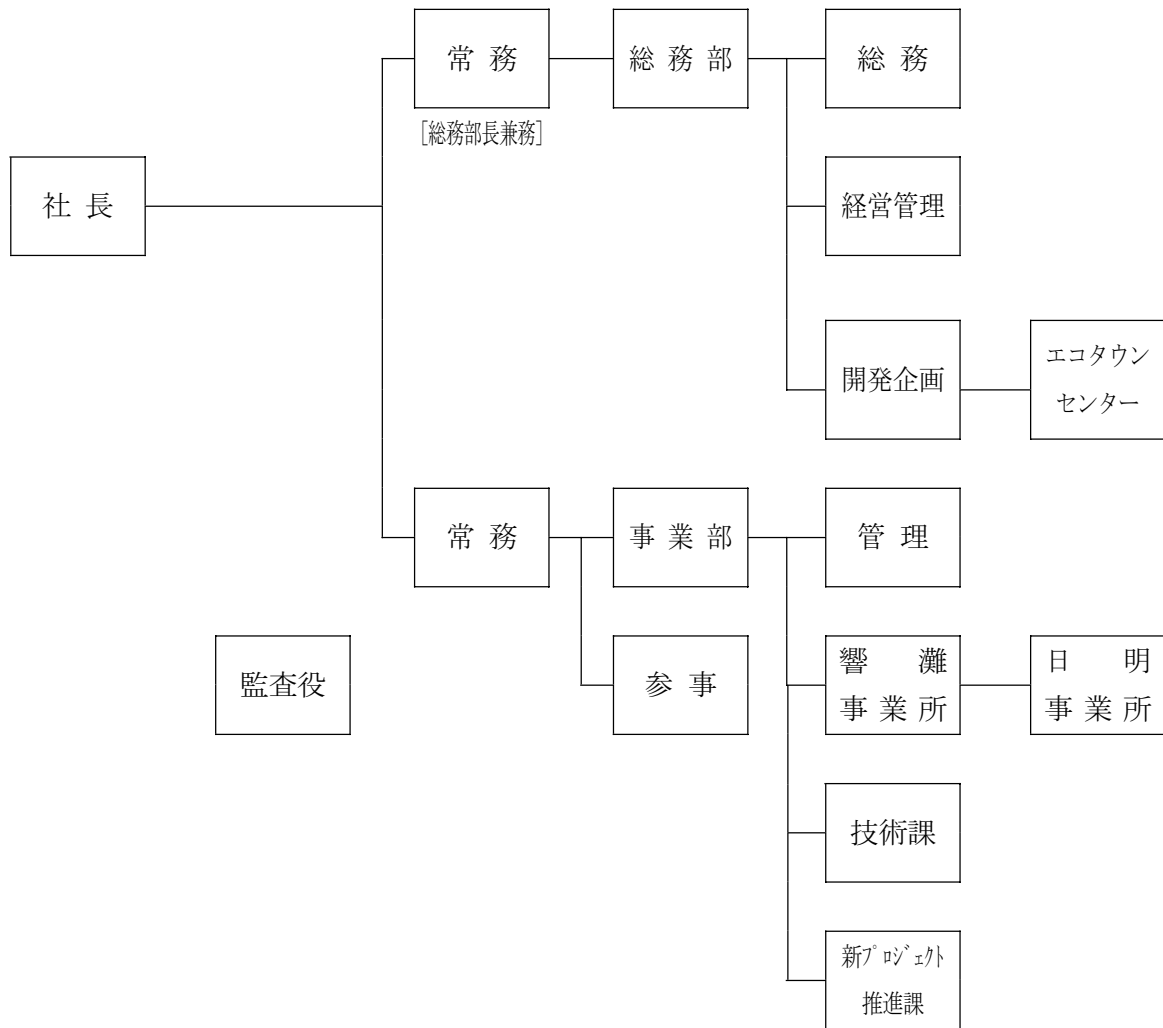 常 務
総 務 部
総 務
[総務部長兼務]
社 長
経営管理
開発企画
エコタウン
センター
常 務
事 業 部
管 理
監査役
参 事
響 灘
事 業 所
日 明
事 業 所
技術課
新プロジェクト
推進課